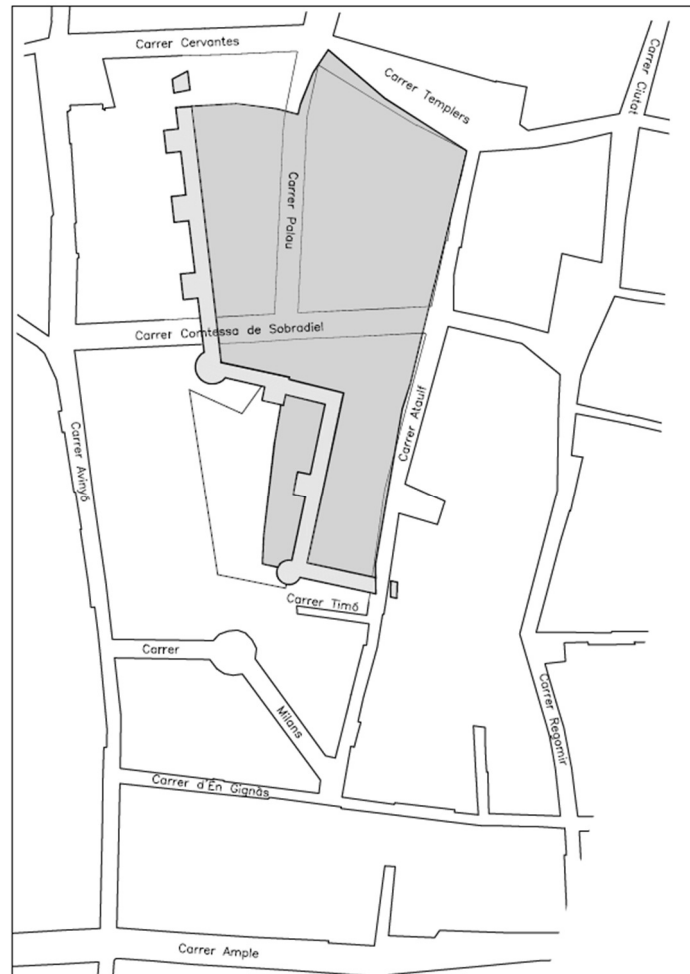 Carrer Cervantes
Carrer Templers
Carrer Ciutat
Carrer Palau
Carrer Comtessa de Sobradiel
Carrer Ataulf
Carrer Avinyó
Carrer Timó
Carrer
Milans
Carrer Regomir
Carrer d'En Gignàs
Carrer Ample